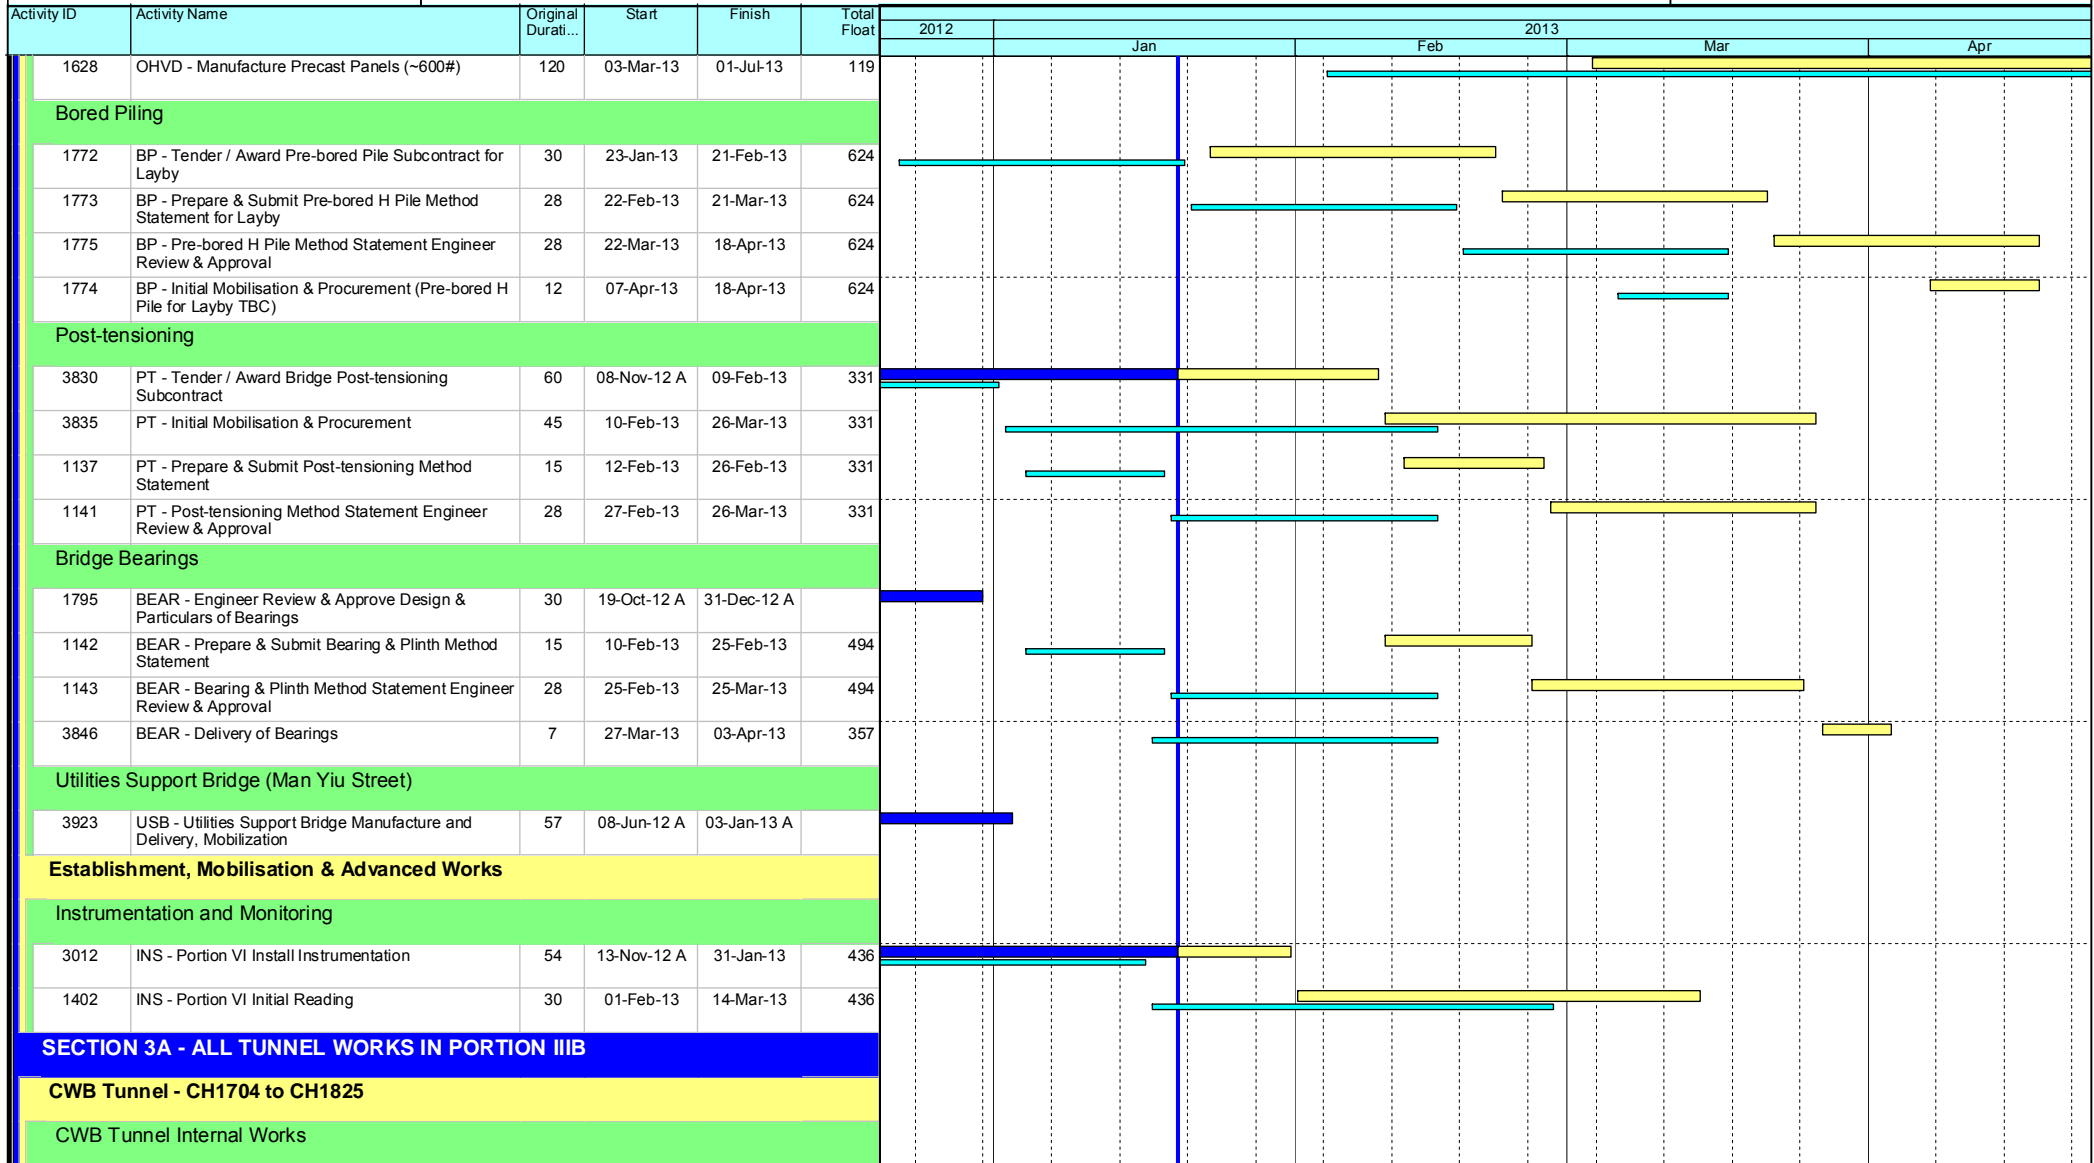 Activity ID Activity Name Original Start Finish Total
Durati... Float
2012 2013
Jan Feb Mar Apr
1628 OHVD - Manufacture Precast Panels (~600#) 120 03-Mar-13 01-Jul-13 119
Bored Piling
1772 BP - Tender / Award Pre-bored Pile Subcontract for 30 23-Jan-13 21-Feb-13 624
Layby
1773 BP - Prepare & Submit Pre-bored H Pile Method 28 22-Feb-13 21-Mar-13 624
Statement for Layby
1775 BP - Pre-bored H Pile Method Statement Engineer 28 22-Mar-13 18-Apr-13 624
Review & Approval
1774 BP - Initial Mobilisation & Procurement (Pre-bored H 12 07-Apr-13 18-Apr-13 624
Pile for Layby TBC)
Post-tensioning
3830 PT - Tender / Award Bridge Post-tensioning 60 08-Nov-12 A 09-Feb-13 331
Subcontract
3835 PT - Initial Mobilisation & Procurement 45 10-Feb-13 26-Mar-13 331
1137 PT - Prepare & Submit Post-tensioning Method 15 12-Feb-13 26-Feb-13 331
Statement
1141 PT - Post-tensioning Method Statement Engineer 28 27-Feb-13 26-Mar-13 331
Review & Approval
Bridge Bearings
1795 BEAR - Engineer Review & Approve Design & 30 19-Oct-12 A 31-Dec-12 A
Particulars of Bearings
1142 BEAR - Prepare & Submit Bearing & Plinth Method 15 10-Feb-13 25-Feb-13 494
Statement
1143 BEAR - Bearing & Plinth Method Statement Engineer 28 25-Feb-13 25-Mar-13 494
Review & Approval
3846 BEAR - Delivery of Bearings 7 27-Mar-13 03-Apr-13 357
Utilities Support Bridge (Man Yiu Street)
3923 USB - Utilities Support Bridge Manufacture and 57 08-Jun-12 A 03-Jan-13 A
Delivery, Mobilization
Establishment, Mobilisation & Advanced Works
Instrumentation and Monitoring
3012 INS - Portion VI Install Instrumentation 54 13-Nov-12 A 31-Jan-13 436
1402 INS - Portion VI Initial Reading 30 01-Feb-13 14-Mar-13 436
SECTION 3A - ALL TUNNEL WORKS IN PORTION IIIB
CWB Tunnel - CH1704 to CH1825
CWB Tunnel Internal Works